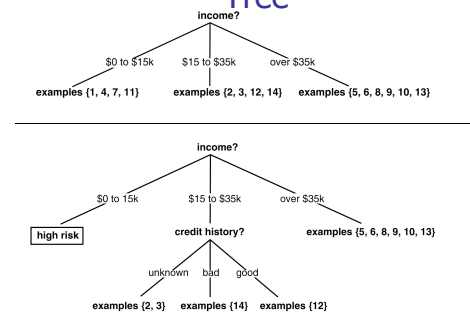 income?
$0 to $15k $15 to $35k over $35k
examples {1, 4, 7, 11} examples {2, 3, 12, 14} examples {5, 6, 8, 9, 10, 13}
income?
$0 to 15k $15 to $35k over $35k
high risk credit history? examples {5, 6, 8, 9, 10, 13}
unknown bad good
examples {2, 3} examples {14} examples {12}